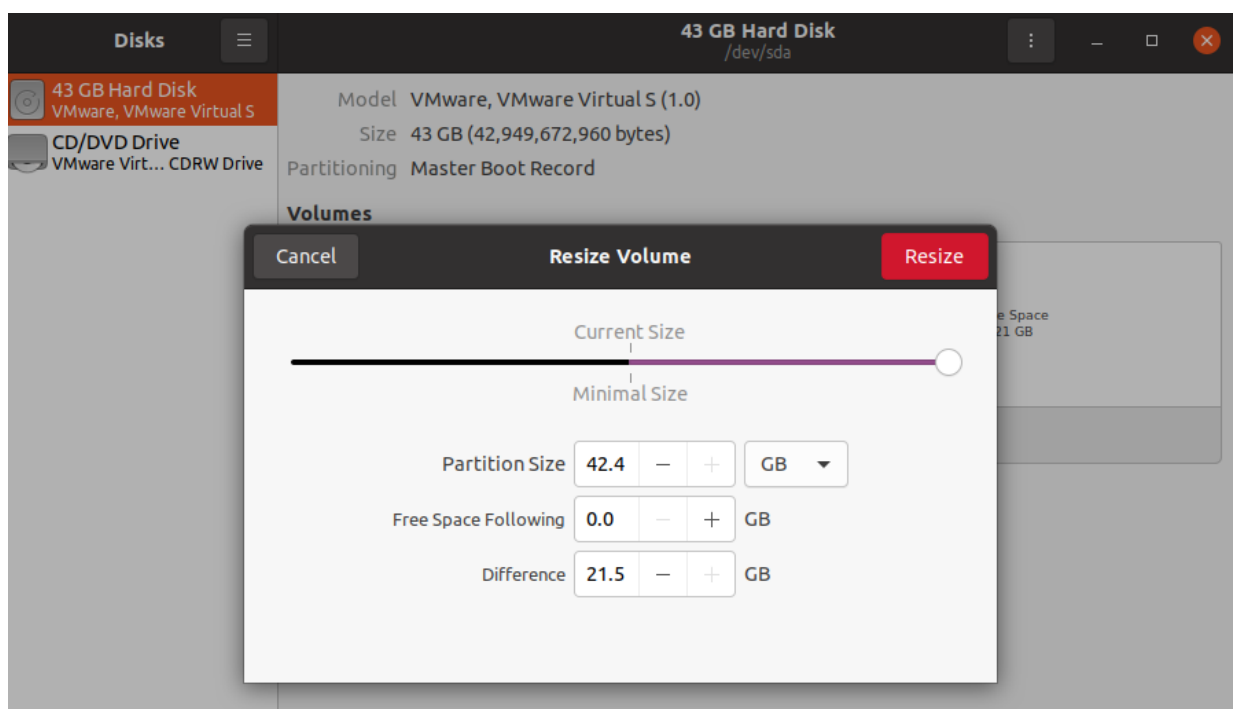 Disks
43 GB Hard Disk
/dev/sda
43 GB Hard Disk
VMware, VMware Virtual S
CD/DVD Drive
VMware Virt… CDRW Drive
Model VMware, VMware Virtual S (1.0)
Size 43 GB (42,949,672,960 bytes)
Partitioning Master Boot Record
Volumes
Cancel
Resize Volume
Resize
Current Size
Minimal Size
Partition Size 42.4 − + GB
Free Space Following 0.0 − + GB
Difference 21.5 − + GB
e Space
21 GB